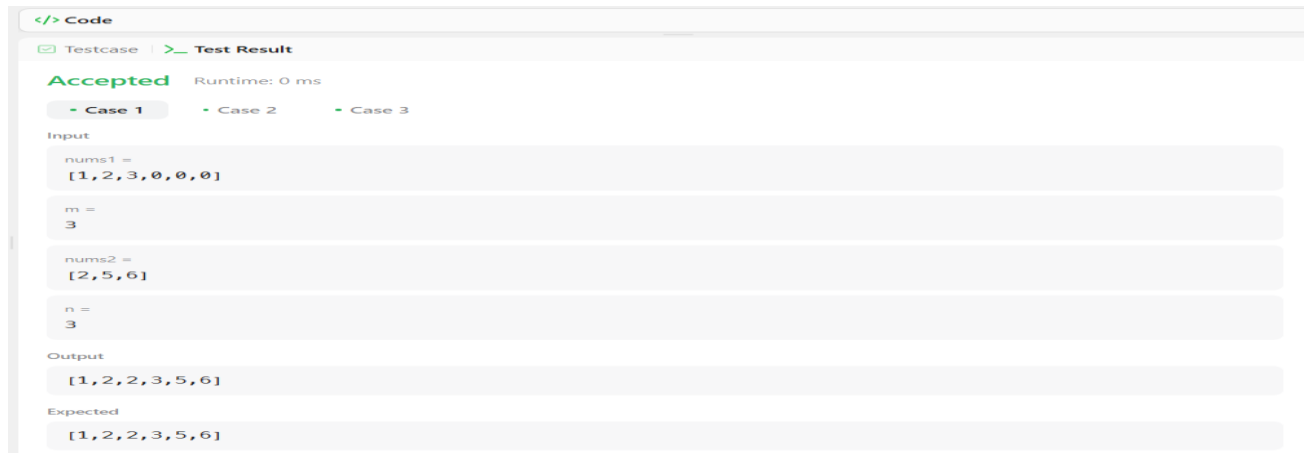 </> Code
Testcase >_ Test Result
Accepted Runtime: 0 ms
• Case 1 • Case 2 • Case 3
Input
nums1 =
[1,2,3,0,0,0]
m =
3
nums2 =
[2,5,6]
n =
3
Output
[1,2,2,3,5,6]
Expected
[1,2,2,3,5,6]